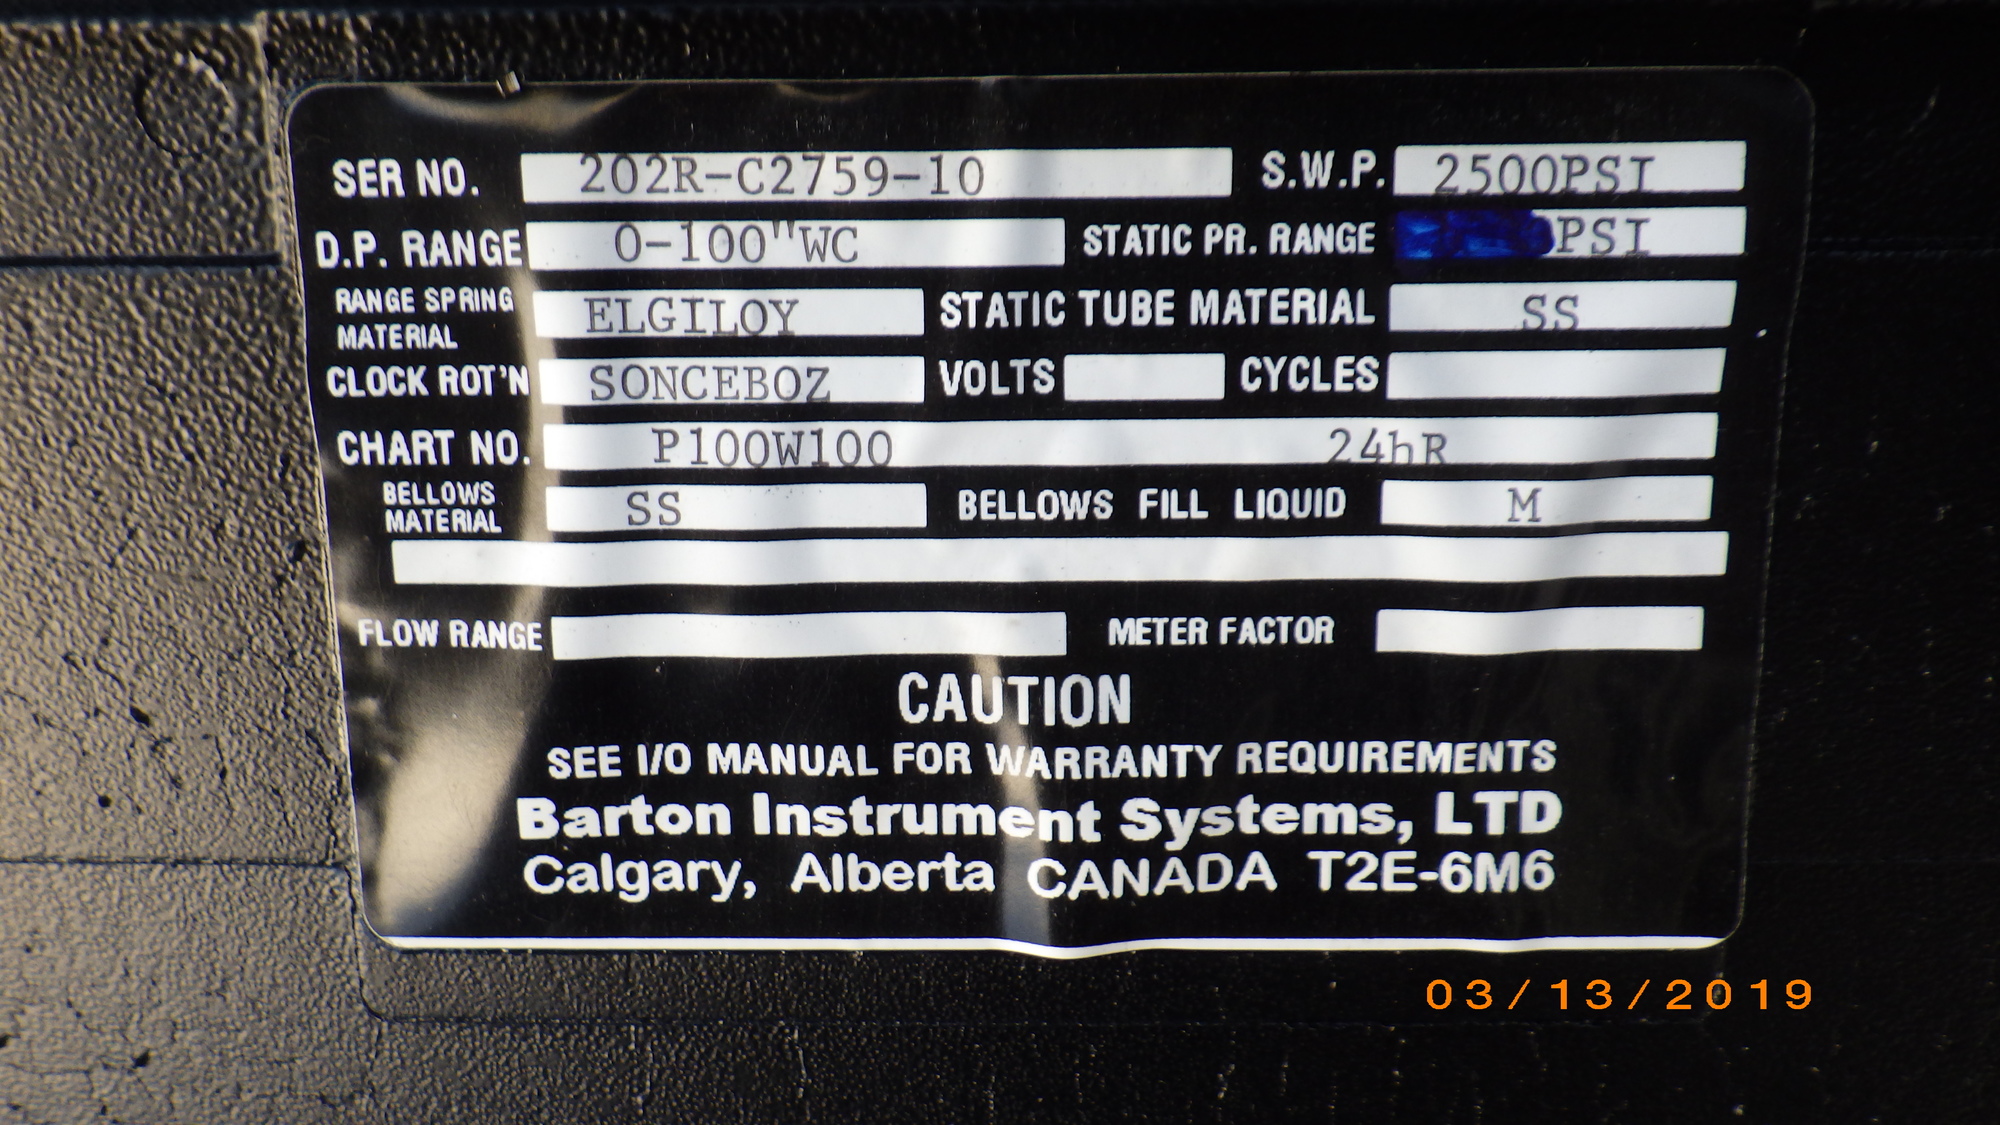 SER NO. 202R-C2759-10 S.W.P. 2500PSI
D.P. RANGE 0-100"WC STATIC PR. RANGE PSI
RANGE SPRING MATERIAL ELGILOY STATIC TUBE MATERIAL SS
CLOCK ROT'N SONCEBOZ VOLTS CYCLES
CHART NO. P100W100 24hR
BELLOWS MATERIAL SS BELLOWS FILL LIQUID M
FLOW RANGE METER FACTOR
CAUTION
SEE I/O MANUAL FOR WARRANTY REQUIREMENTS
Barton Instrument Systems, LTD
Calgary, Alberta CANADA T2E-6M6
03/13/2019